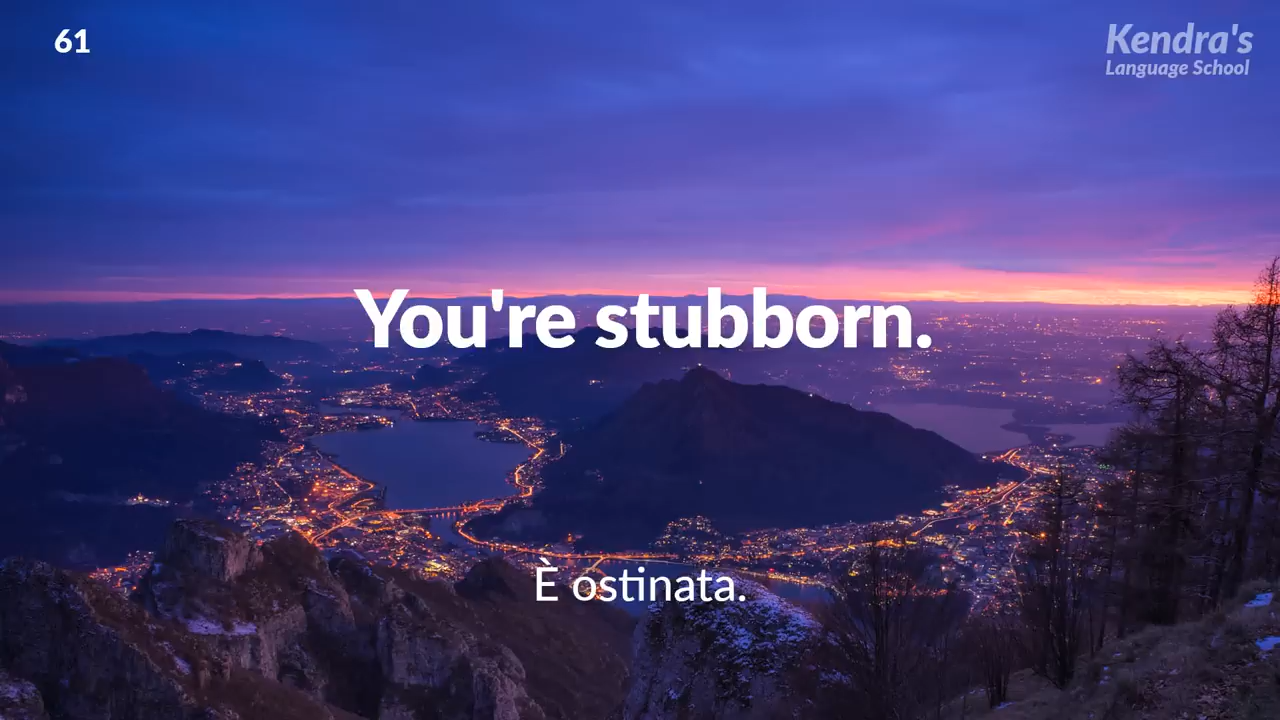 61
Kendra's
Language School
You're stubborn.
È ostinata.